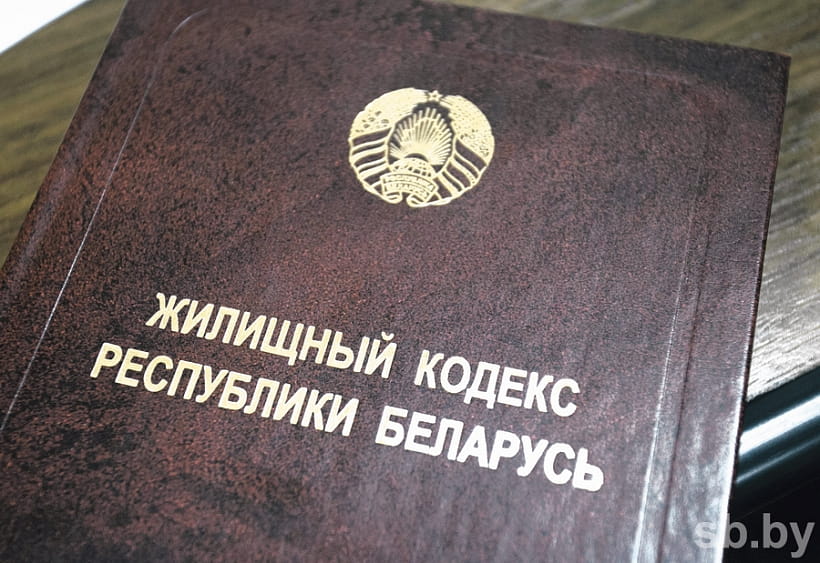 ЖИЛИЩНЫЙ КОДЕКС
РЕСПУБЛИКИ БЕЛАРУСЬ
sb.by